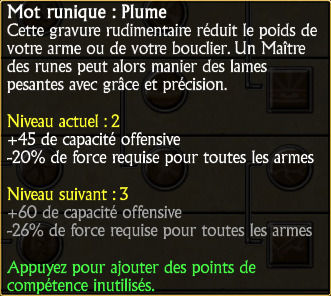 Mot runique : Plume
Cette gravure rudimentaire réduit le poids de
votre arme ou de votre bouclier. Un Maître
des runes peut alors manier des lames
pesantes avec grâce et précision.
Niveau actuel : 2
+45 de capacité offensive
-20% de force requise pour toutes les armes
Niveau suivant : 3
+60 de capacité offensive
-26% de force requise pour toutes les armes
Appuyez pour ajouter des points de
compétence inutilisés.